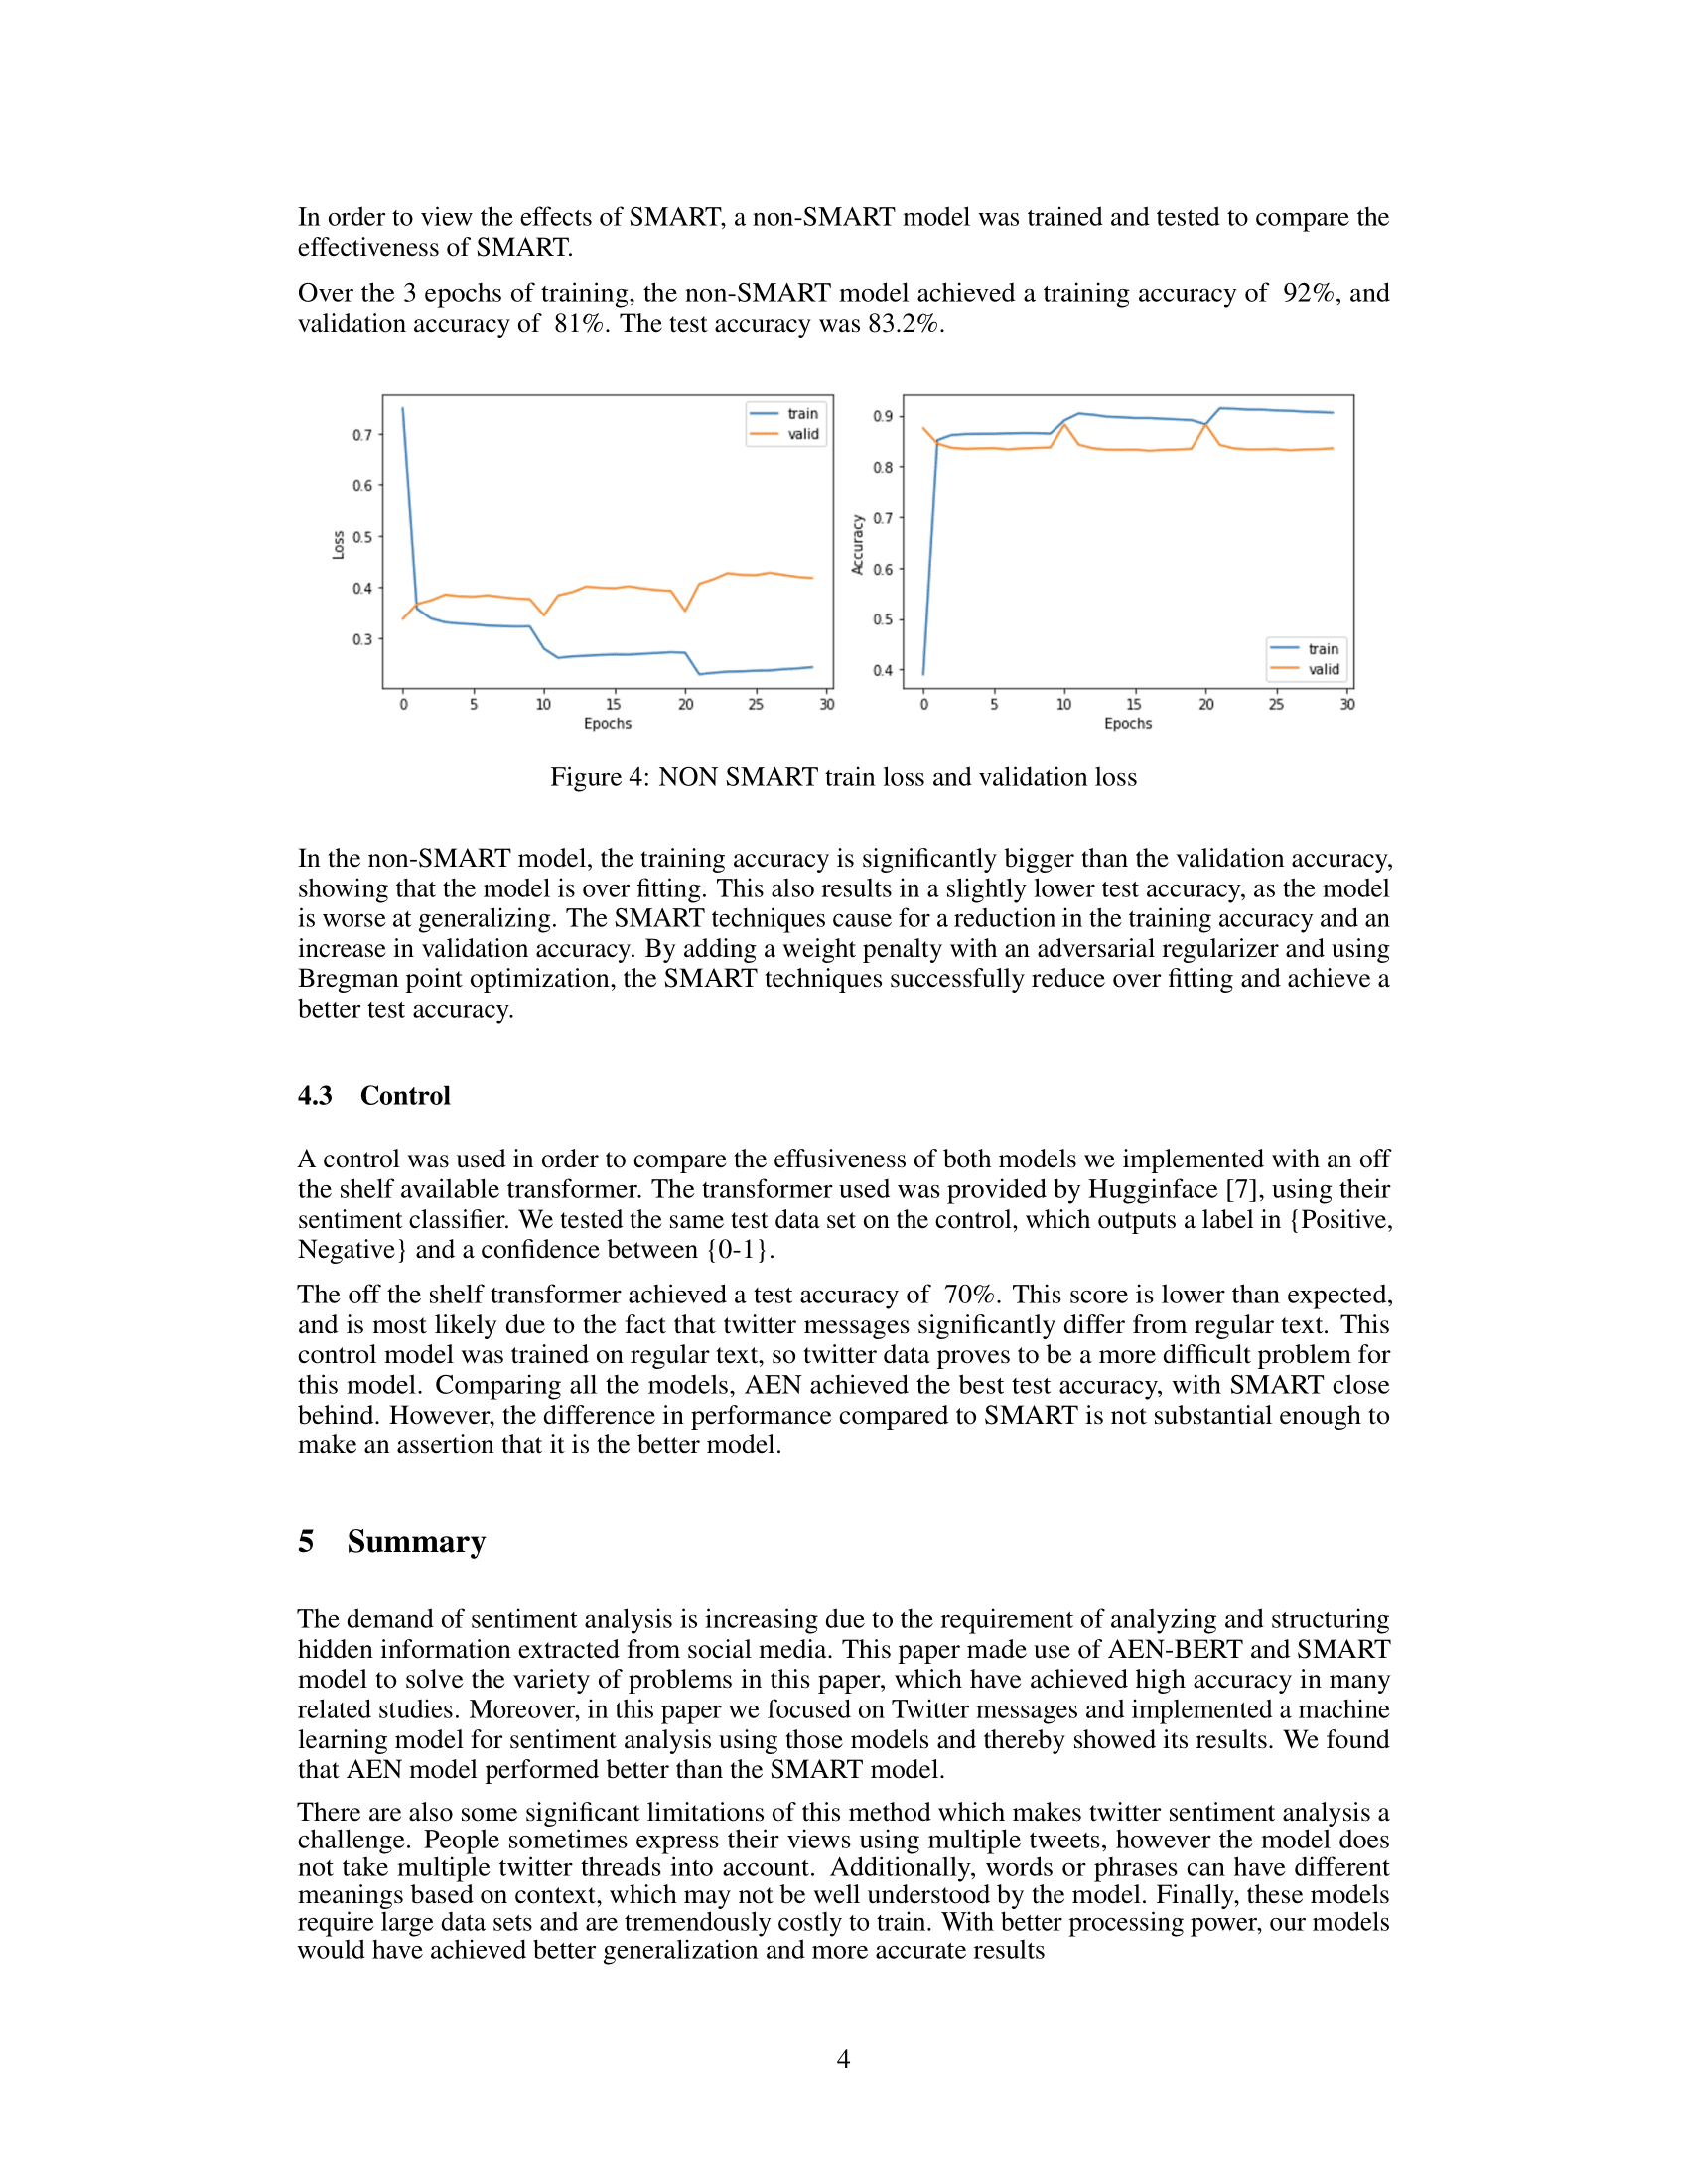 In order to view the effects of SMART, a non-SMART model was trained and tested to compare the
effectiveness of SMART.
Over the 3 epochs of training, the non-SMART model achieved a training accuracy of 92%, and
validation accuracy of 81%. The test accuracy was 83.2%.
train
valid
0.7
0.6
0.5
0.4
0.3
Loss
0 5 10 15 20 25 30
Epochs
0.9
0.8
0.7
0.6
0.5
0.4
Accuracy
train
valid
0 5 10 15 20 25 30
Epochs
Figure 4: NON SMART train loss and validation loss
In the non-SMART model, the training accuracy is significantly bigger than the validation accuracy,
showing that the model is over fitting. This also results in a slightly lower test accuracy, as the model
is worse at generalizing. The SMART techniques cause for a reduction in the training accuracy and an
increase in validation accuracy. By adding a weight penalty with an adversarial regularizer and using
Bregman point optimization, the SMART techniques successfully reduce over fitting and achieve a
better test accuracy.
4.3 Control
A control was used in order to compare the effusiveness of both models we implemented with an off
the shelf available transformer. The transformer used was provided by Hugginface [7], using their
sentiment classifier. We tested the same test data set on the control, which outputs a label in {Positive,
Negative} and a confidence between {0-1}.
The off the shelf transformer achieved a test accuracy of 70%. This score is lower than expected,
and is most likely due to the fact that twitter messages significantly differ from regular text. This
control model was trained on regular text, so twitter data proves to be a more difficult problem for
this model. Comparing all the models, AEN achieved the best test accuracy, with SMART close
behind. However, the difference in performance compared to SMART is not substantial enough to
make an assertion that it is the better model.
5 Summary
The demand of sentiment analysis is increasing due to the requirement of analyzing and structuring
hidden information extracted from social media. This paper made use of AEN-BERT and SMART
model to solve the variety of problems in this paper, which have achieved high accuracy in many
related studies. Moreover, in this paper we focused on Twitter messages and implemented a machine
learning model for sentiment analysis using those models and thereby showed its results. We found
that AEN model performed better than the SMART model.
There are also some significant limitations of this method which makes twitter sentiment analysis a
challenge. People sometimes express their views using multiple tweets, however the model does
not take multiple twitter threads into account. Additionally, words or phrases can have different
meanings based on context, which may not be well understood by the model. Finally, these models
require large data sets and are tremendously costly to train. With better processing power, our models
would have achieved better generalization and more accurate results
4